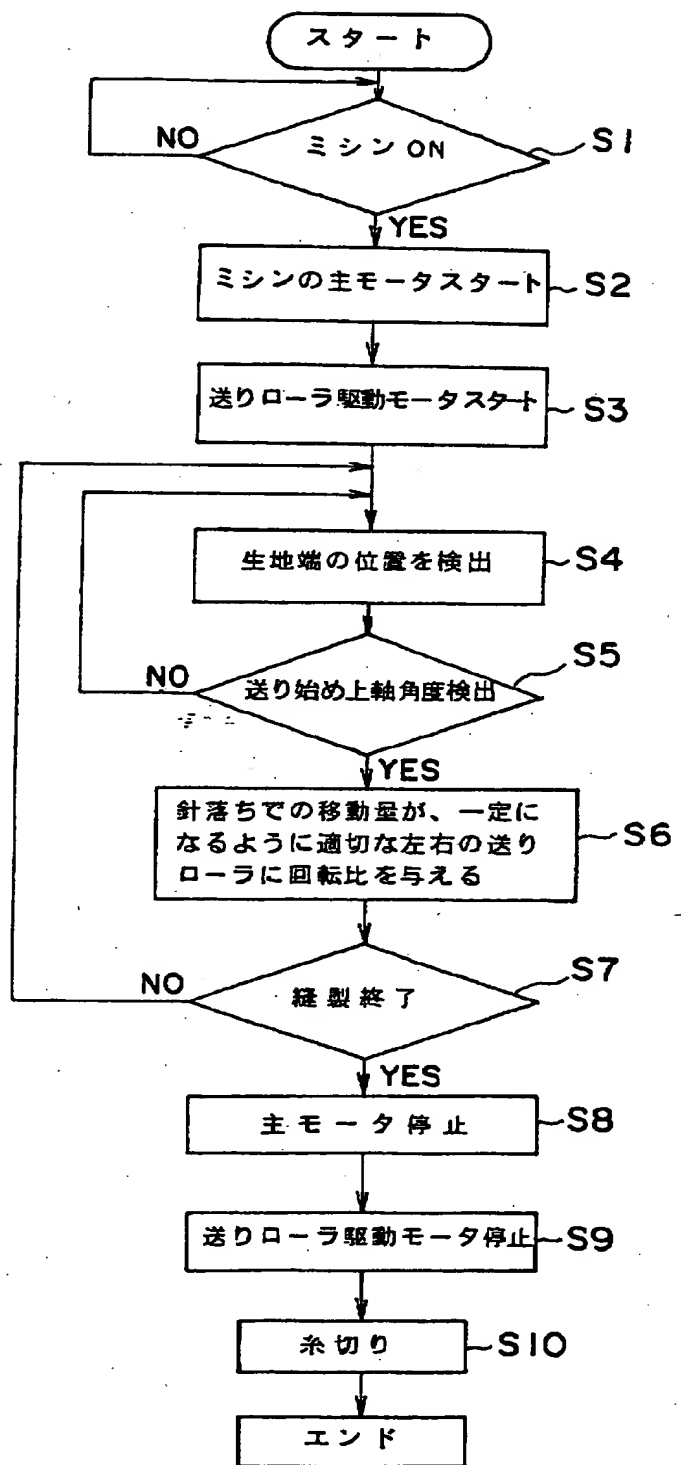 スタート
ミシンON
S1
NO
YES
ミシンの主モータスタート
S2
送りローラ駆動モータスタート
S3
生地端の位置を検出
S4
送り始め上軸角度検出
S5
NO
YES
針落ちでの移動量が、一定に
なるように適切な左右の送り
ローラに回転比を与える
S6
縫製終了
S7
NO
YES
主モータ停止
S8
送りローラ駆動モータ停止
S9
糸切り
S10
エンド